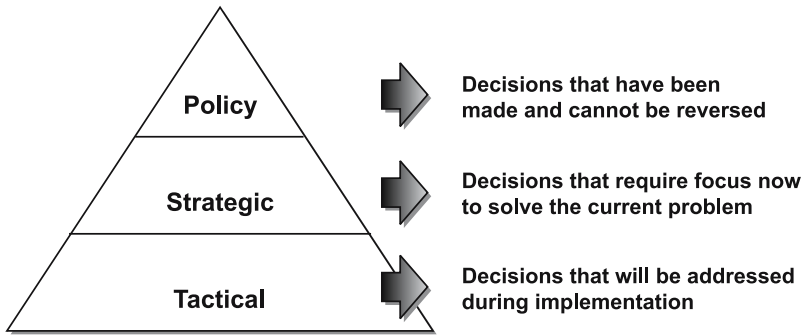 Policy
Decisions that have been
made and cannot be reversed
Strategic
Decisions that require focus now
to solve the current problem
Tactical
Decisions that will be addressed
during implementation